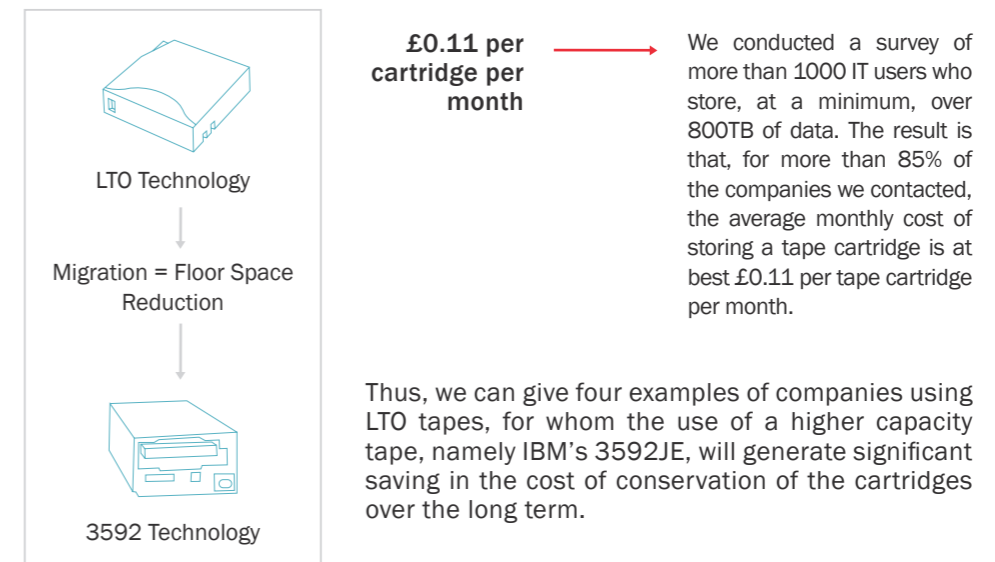 LTO Technology
Migration = Floor Space
Reduction
3592 Technology
£0.11 per
cartridge per
month
We conducted a survey of
more than 1000 IT users who
store, at a minimum, over
800TB of data. The result is
that, for more than 85% of
the companies we contacted,
the average monthly cost of
storing a tape cartridge is at
best £0.11 per tape cartridge
per month.
Thus, we can give four examples of companies using
LTO tapes, for whom the use of a higher capacity
tape, namely IBM's 3592JE, will generate significant
saving in the cost of conservation of the cartridges
over the long term.